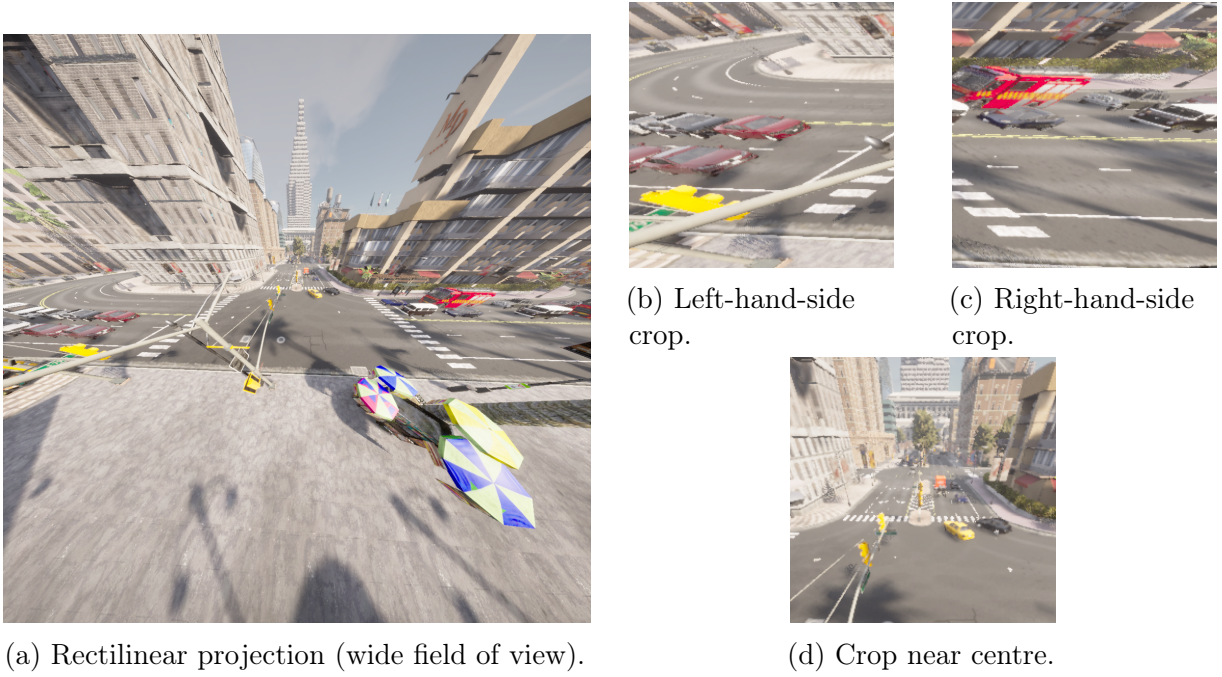 (b) Left-hand-side
crop.
(c) Right-hand-side
crop.
(a) Rectilinear projection (wide field of view).
(d) Crop near centre.